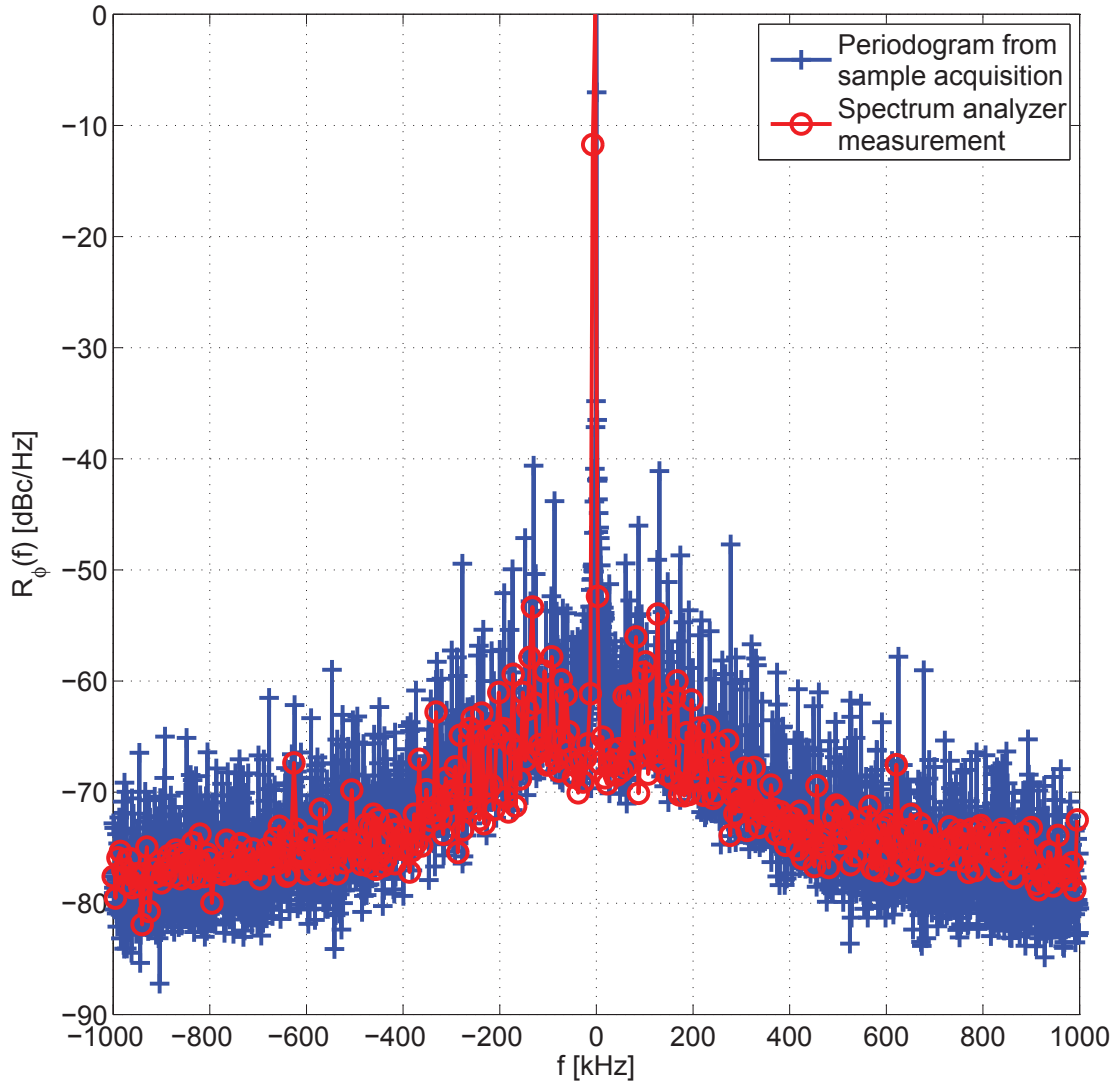 0
−10
−20
−30
−40
−50
−60
−70
−80
−90
R_ϕ(f) [dBc/Hz]
Periodogram from
sample acquisition
Spectrum analyzer
measurement
−1000 −800 −600 −400 −200 0 200 400 600 800 1000
f [kHz]